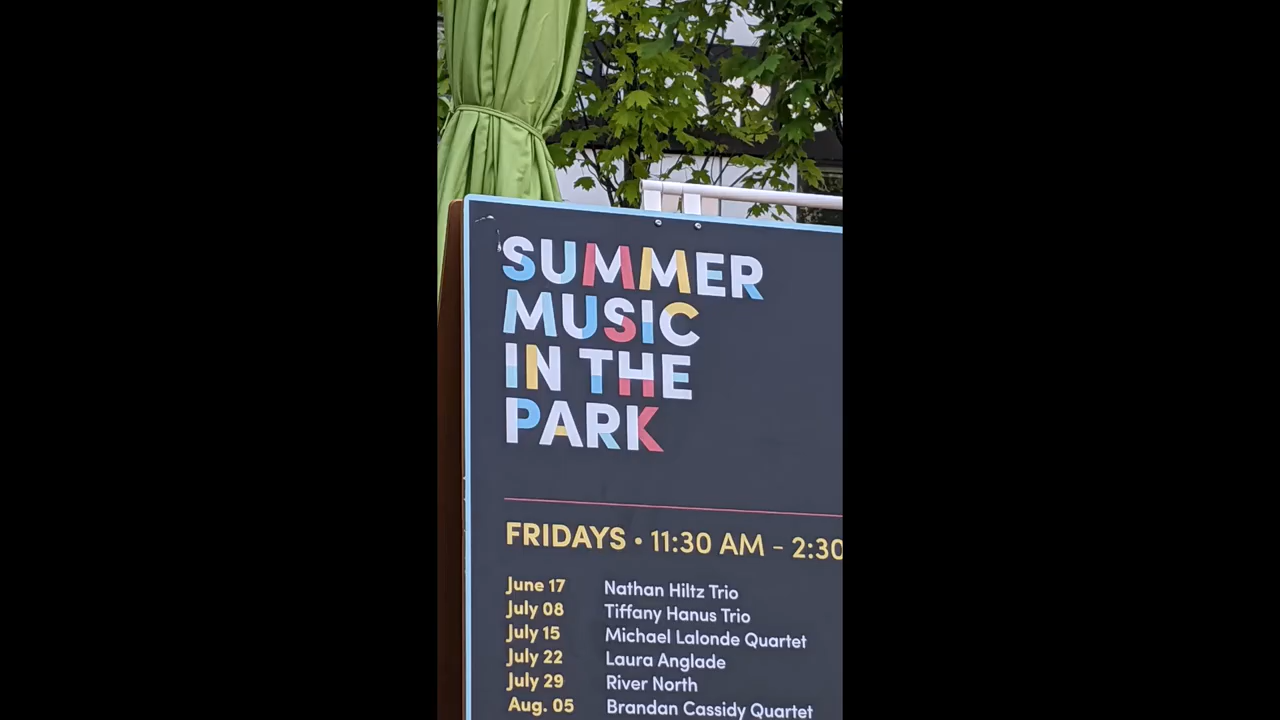 SUMMER
MUSIC
IN THE
PARK
FRIDAYS • 11:30 AM - 2:30
June 17 Nathan Hiltz Trio
July 08 Tiffany Hanus Trio
July 15 Michael Lalonde Quartet
July 22 Laura Anglade
July 29 River North
Aug. 05 Brandan Cassidy Quartet